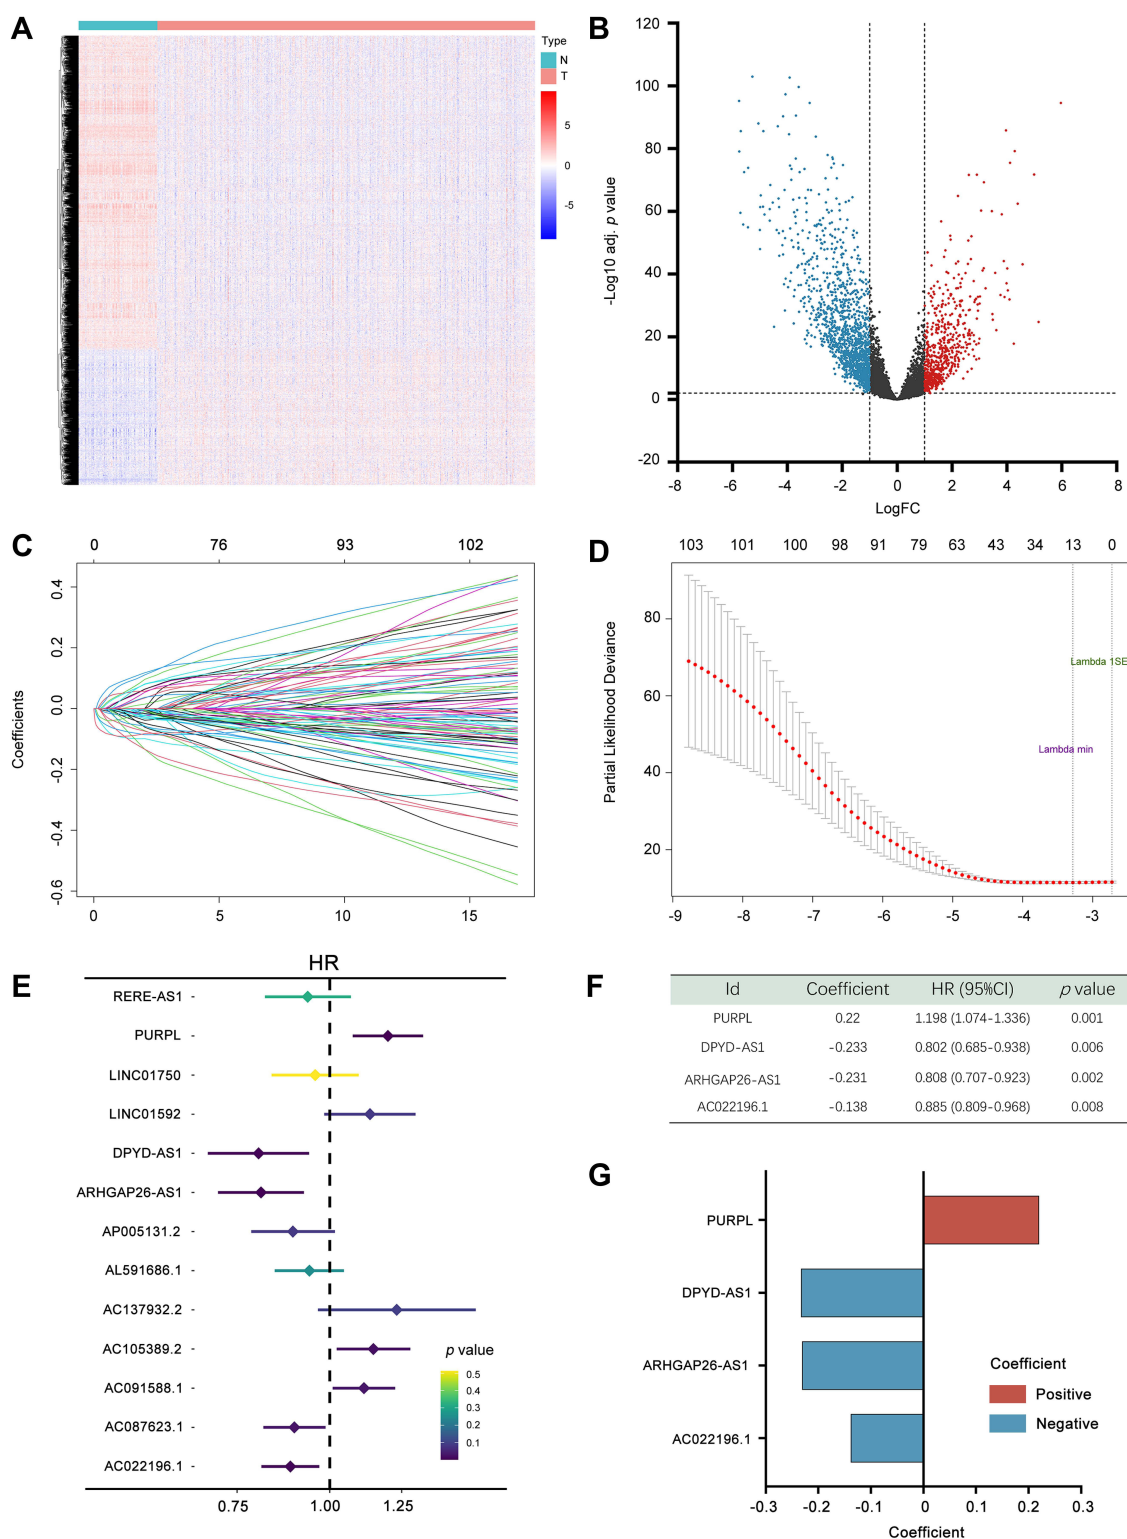 A
Type
N
T
5
0
-5
B
120
100
80
60
40
20
0
-20
-Log10 adj. p value
-8 -6 -4 -2 0 2 4 6 8
LogFC
C
0 76 93 102
0.4
0.2
0.0
-0.2
-0.4
-0.6
Coefficients
0 5 10 15
D
103 101 100 98 91 79 63 43 34 13 0
80
60
40
20
Partial Likelihood Deviance
Lambda 1SE
Lambda min
-9 -8 -7 -6 -5 -4 -3
E
HR
RERE-AS1
PURPL
LINC01750
LINC01592
DPYD-AS1
ARHGAP26-AS1
AP005131.2
AL591686.1
AC137932.2
AC105389.2
AC091588.1
AC087623.1
AC022196.1
p value
0.5
0.4
0.3
0.2
0.1
0.75 1.00 1.25
F
Id Coefficient HR (95%CI) p value
PURPL 0.22 1.198 (1.074-1.336) 0.001
DPYD-AS1 -0.233 0.802 (0.685-0.938) 0.006
ARHGAP26-AS1 -0.231 0.808 (0.707-0.923) 0.002
AC022196.1 -0.138 0.885 (0.809-0.968) 0.008
G
PURPL
DPYD-AS1
ARHGAP26-AS1
AC022196.1
Coefficient
Positive
Negative
-0.3 -0.2 -0.1 0 0.1 0.2 0.3
Coefficient